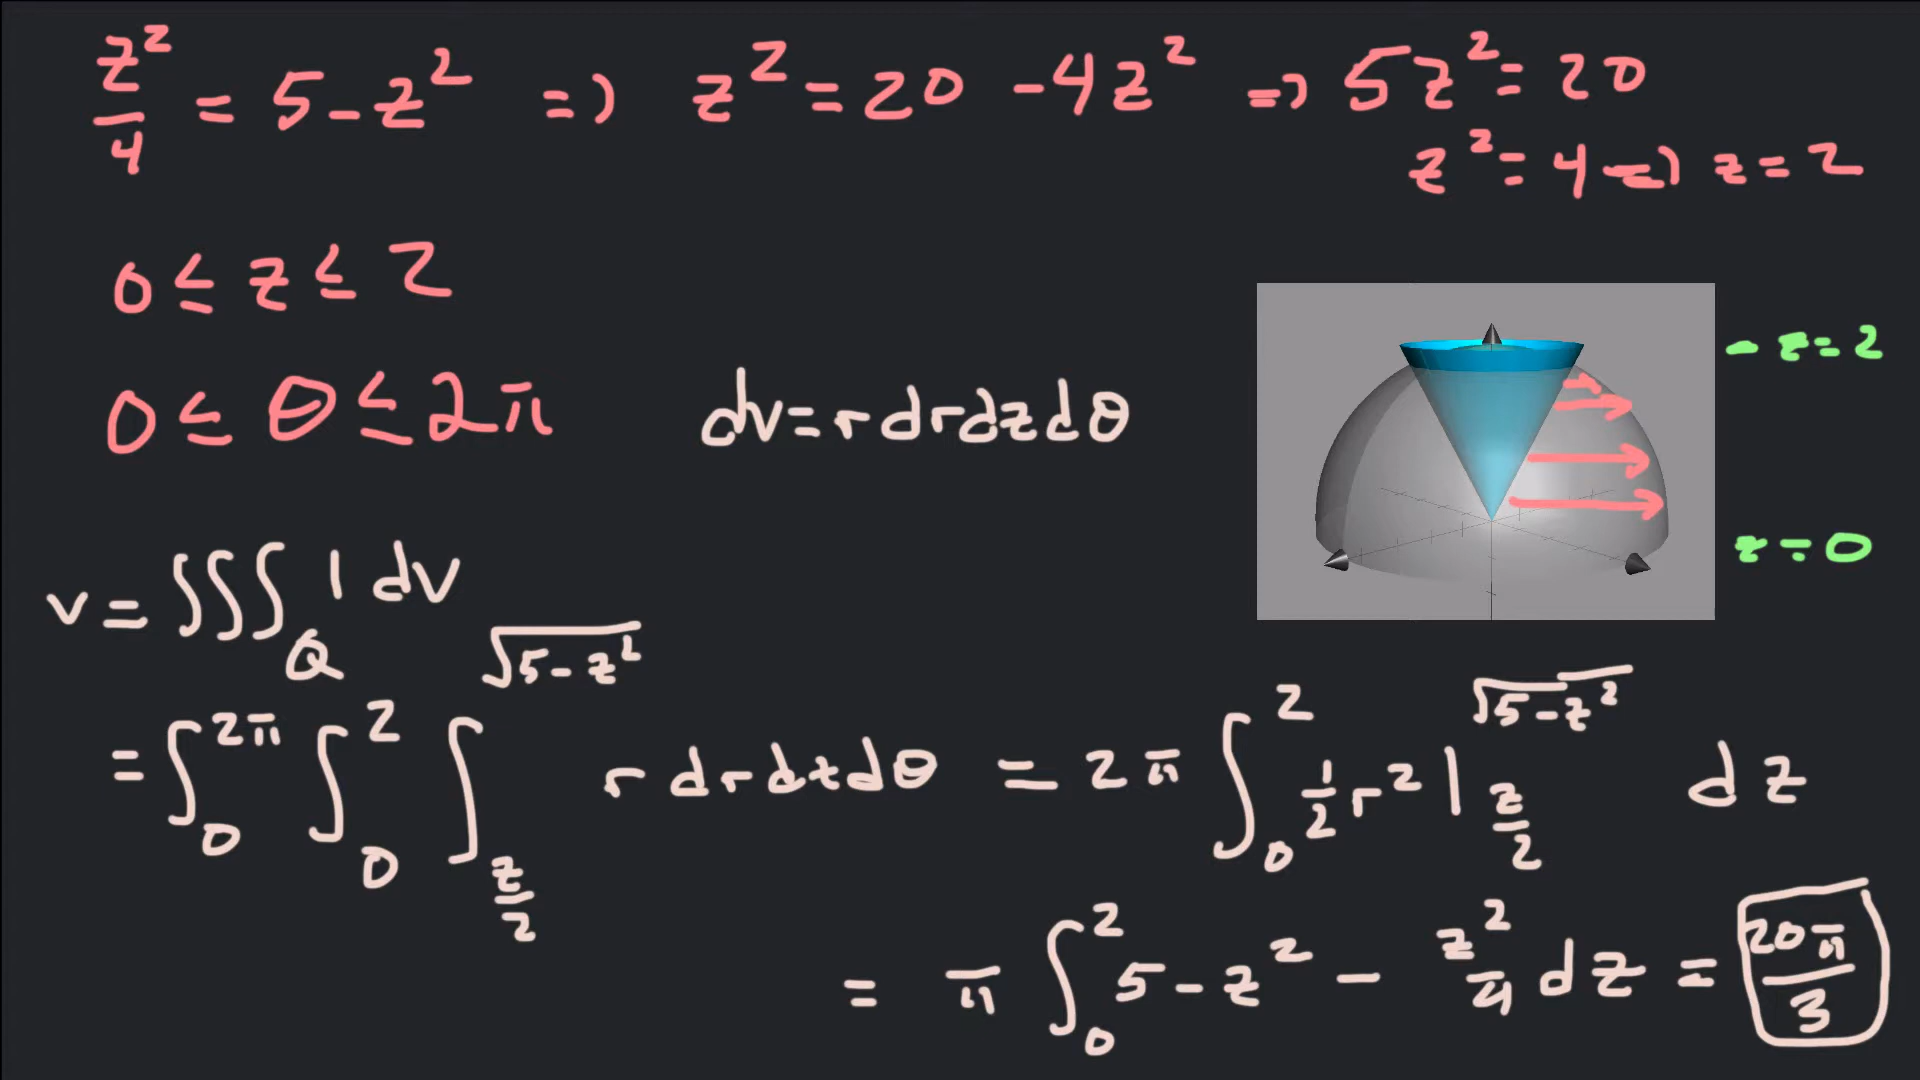 z²/4 = 5 - z² => z² = 20 - 4z² => 5z² = 20
z² = 4 => z = 2
0 ≤ z ≤ 2
- z = 2
0 ≤ θ ≤ 2π
dv = r dr dz dθ
z = 0
v = ∭_Q 1 dv
= ∫_0^{2π} ∫_0^2 ∫_{z/2}^{√(5-z²)} r dr dz dθ = 2π ∫_0^2 1/2 r² |_{z/2}^{√(5-z²)} dz
= π ∫_0^2 5 - z² - z²/4 dz = 20π/3